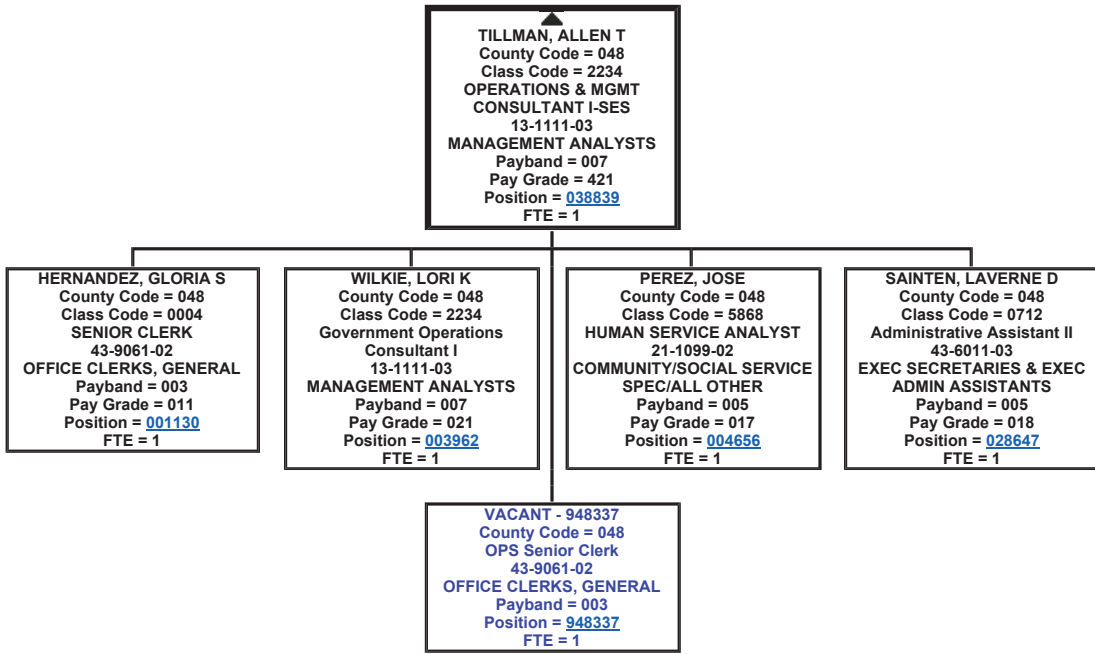 TILLMAN, ALLEN T
County Code = 048
Class Code = 2234
OPERATIONS & MGMT
CONSULTANT I-SES
13-1111-03
MANAGEMENT ANALYSTS
Payband = 007
Pay Grade = 421
Position = 038839
FTE = 1
HERNANDEZ, GLORIA S
County Code = 048
Class Code = 0004
SENIOR CLERK
43-9061-02
OFFICE CLERKS, GENERAL
Payband = 003
Pay Grade = 011
Position = 001130
FTE = 1
WILKIE, LORI K
County Code = 048
Class Code = 2234
Government Operations
Consultant I
13-1111-03
MANAGEMENT ANALYSTS
Payband = 007
Pay Grade = 021
Position = 003962
FTE = 1
PEREZ, JOSE
County Code = 048
Class Code = 5868
HUMAN SERVICE ANALYST
21-1099-02
COMMUNITY/SOCIAL SERVICE
SPEC/ALL OTHER
Payband = 005
Pay Grade = 017
Position = 004656
FTE = 1
SAINTEN, LAVERNE D
County Code = 048
Class Code = 0712
Administrative Assistant II
43-6011-03
EXEC SECRETARIES & EXEC
ADMIN ASSISTANTS
Payband = 005
Pay Grade = 018
Position = 028647
FTE = 1
VACANT - 948337
County Code = 048
OPS Senior Clerk
43-9061-02
OFFICE CLERKS, GENERAL
Payband = 003
Position = 948337
FTE = 1